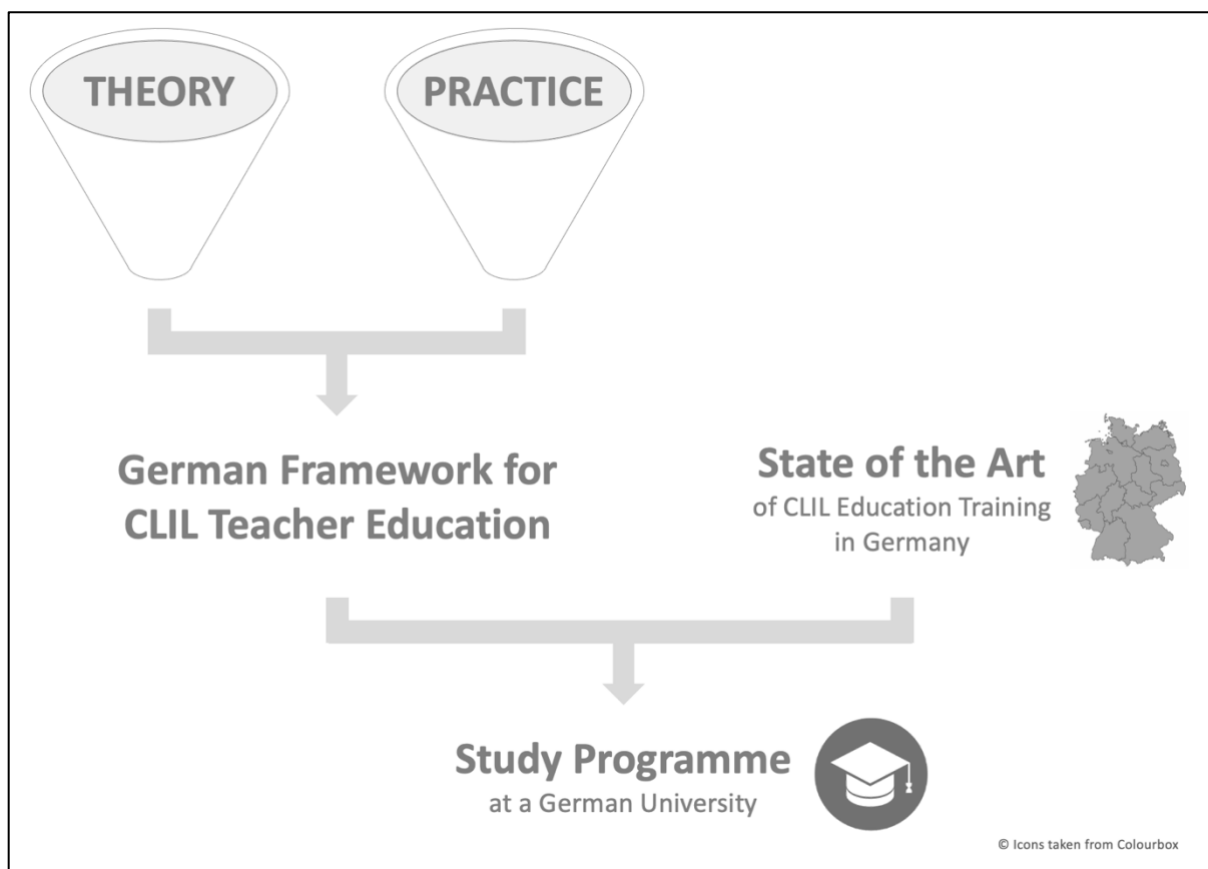 THEORY
PRACTICE
German Framework for
CLIL Teacher Education
State of the Art
of CLIL Education Training
in Germany
Study Programme
at a German University
© Icons taken from Colourbox